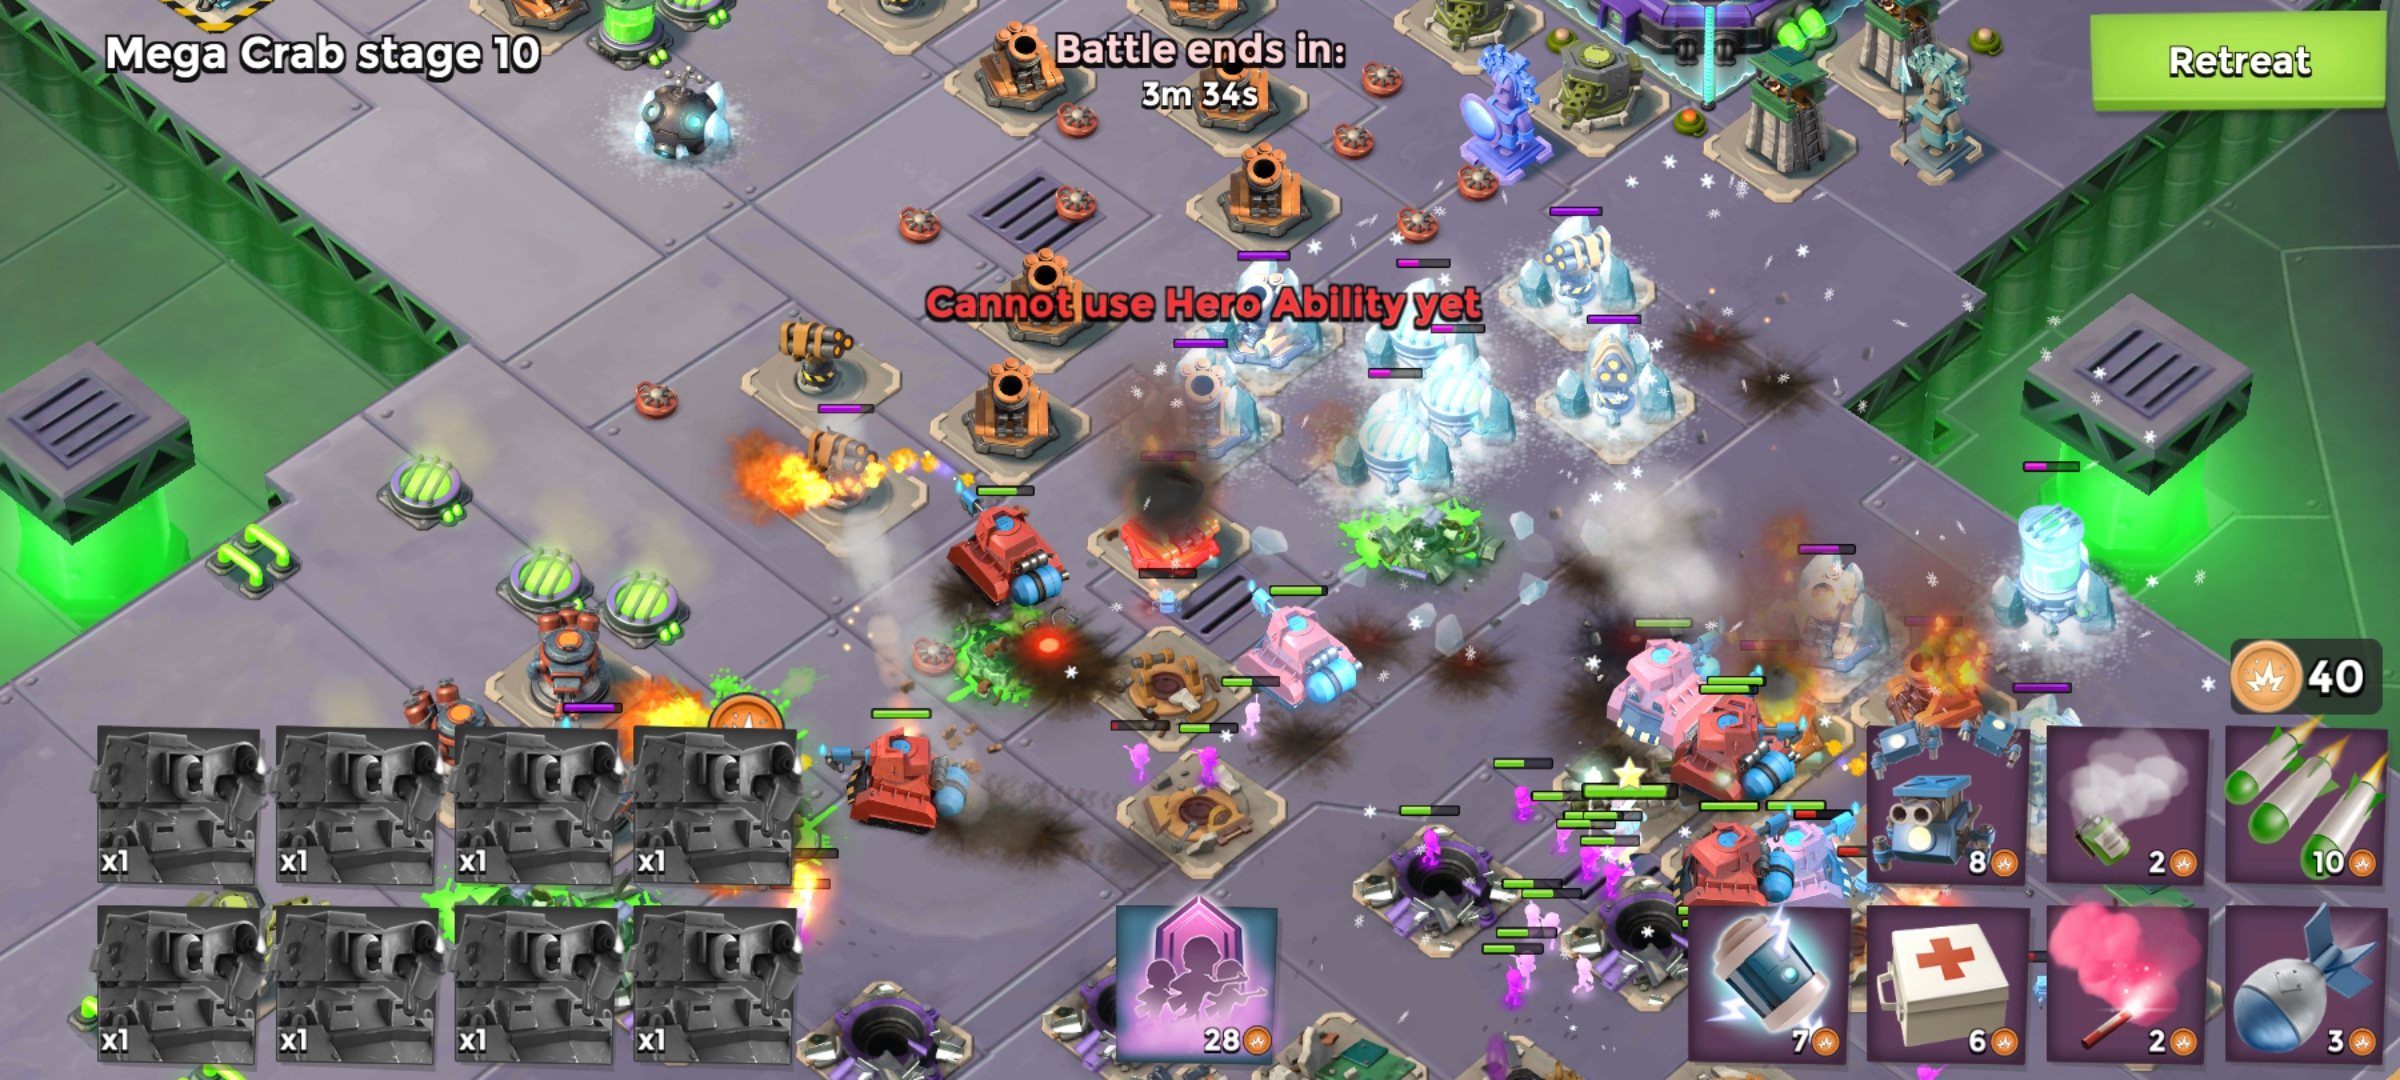 Mega Crab stage 10
Battle ends in:
3m 34s
Retreat
Cannot use Hero Ability yet
40
x1
x1
x1
x1
8
2
10
x1
x1
x1
x1
28
7
6
2
3